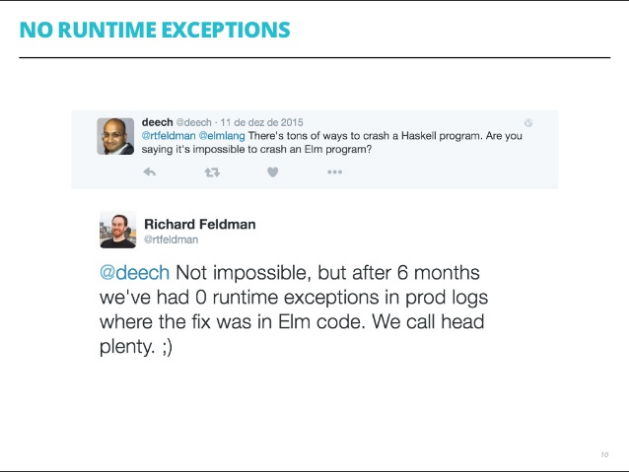 NO RUNTIME EXCEPTIONS
deech @deech · 11 de dez de 2015
@rtfeldman @elmlang There's tons of ways to crash a Haskell program. Are you
saying it's impossible to crash an Elm program?
Richard Feldman
@rtfeldman
@deech Not impossible, but after 6 months
we've had 0 runtime exceptions in prod logs
where the fix was in Elm code. We call head
plenty. ;)
10